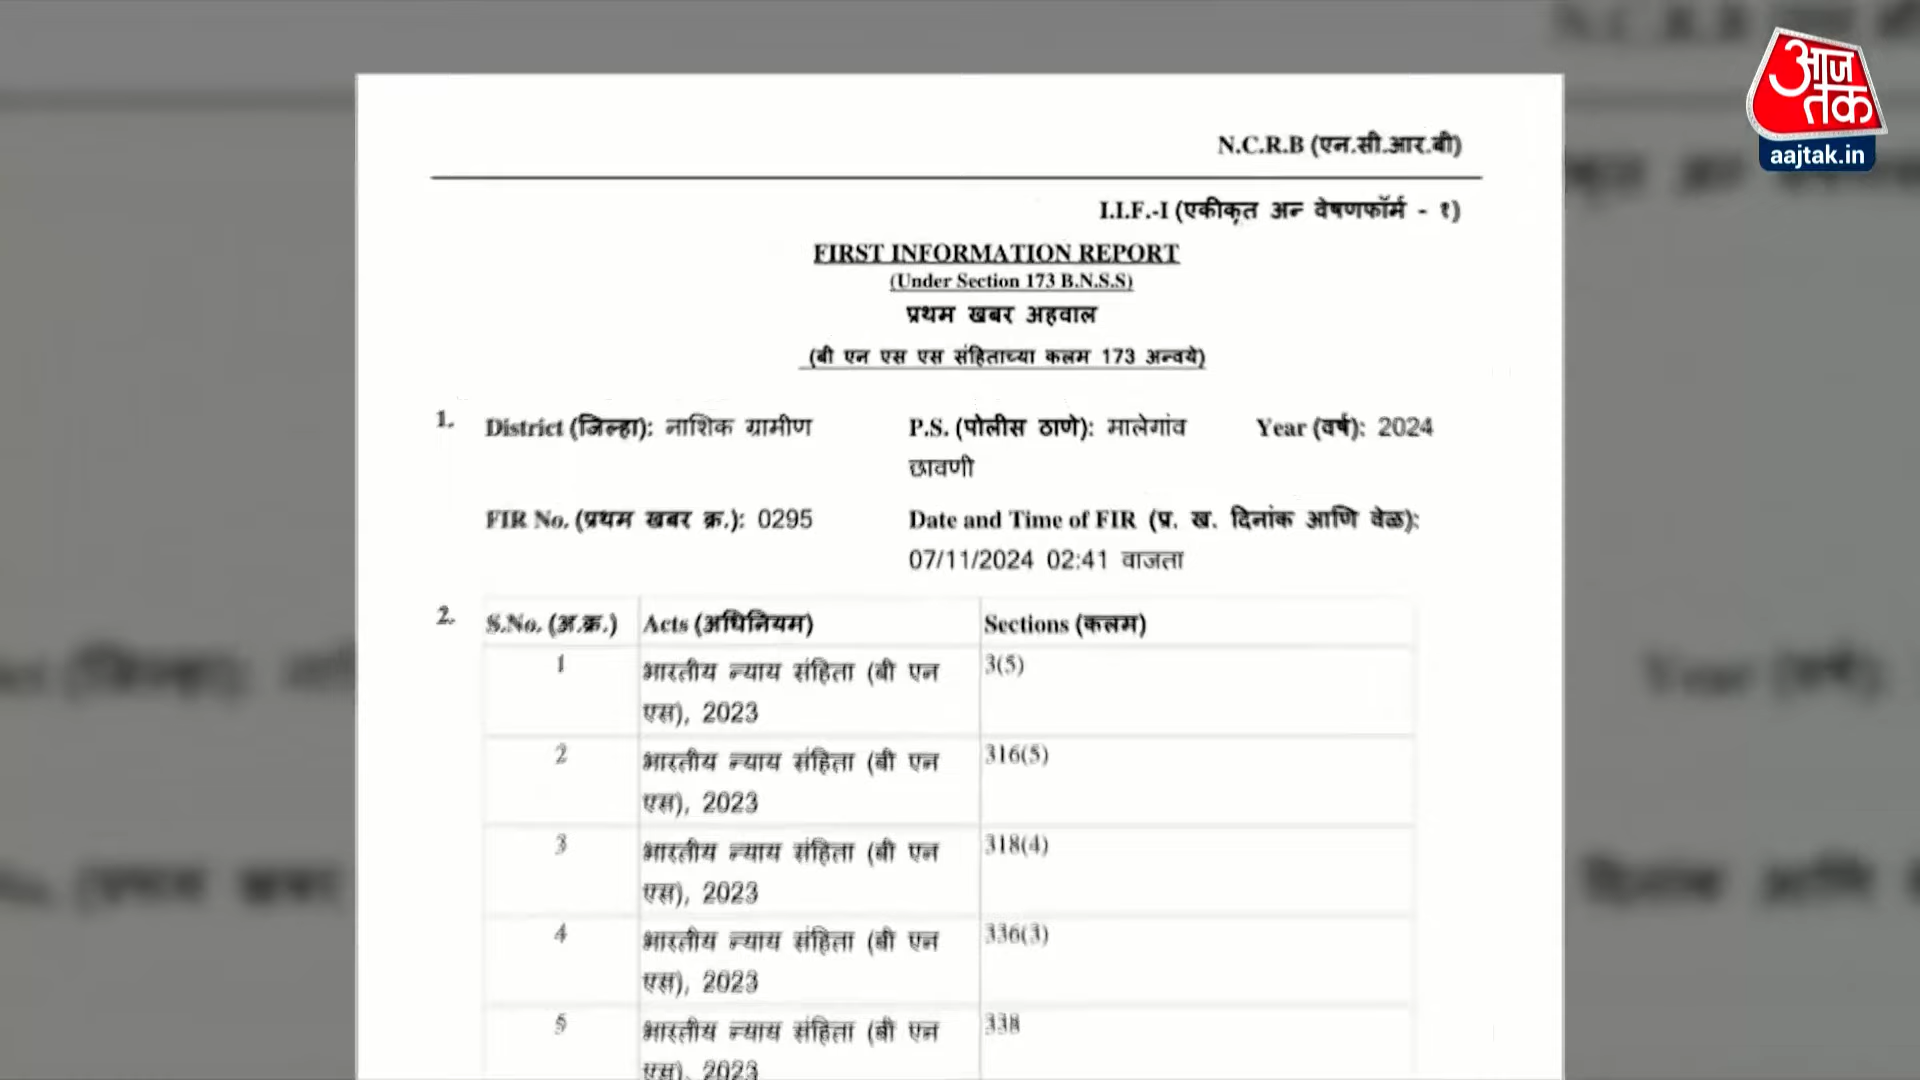 आज
तक
aajtak.in
N.C.R.B (एन.सी.आर.बी)
I.I.F.-I (एकीकृत अन वेषणफॉर्म - १)
FIRST INFORMATION REPORT
(Under Section 173 B.N.S.S)
प्रथम खबर अहवाल
(बी एन एस एस संहिताच्या कलम 173 अन्वये)
1. District (जिल्हा): नाशिक ग्रामीण P.S. (पोलीस ठाणे): मालेगांव Year (वर्ष): 2024
छावणी
FIR No. (प्रथम खबर क्र.): 0295 Date and Time of FIR (प्र. ख. दिनांक आणि वेळ):
07/11/2024 02:41 वाजता
2. S.No. (अ.क्र.) Acts (अधिनियम) Sections (कलम)
1 भारतीय न्याय संहिता (बी एन 3(5)
एस), 2023
2 भारतीय न्याय संहिता (बी एन 316(5)
एस), 2023
3 भारतीय न्याय संहिता (बी एन 318(4)
एस), 2023
4 भारतीय न्याय संहिता (बी एन 336(3)
एस), 2023
5 भारतीय न्याय संहिता (बी एन 338
एस), 2023